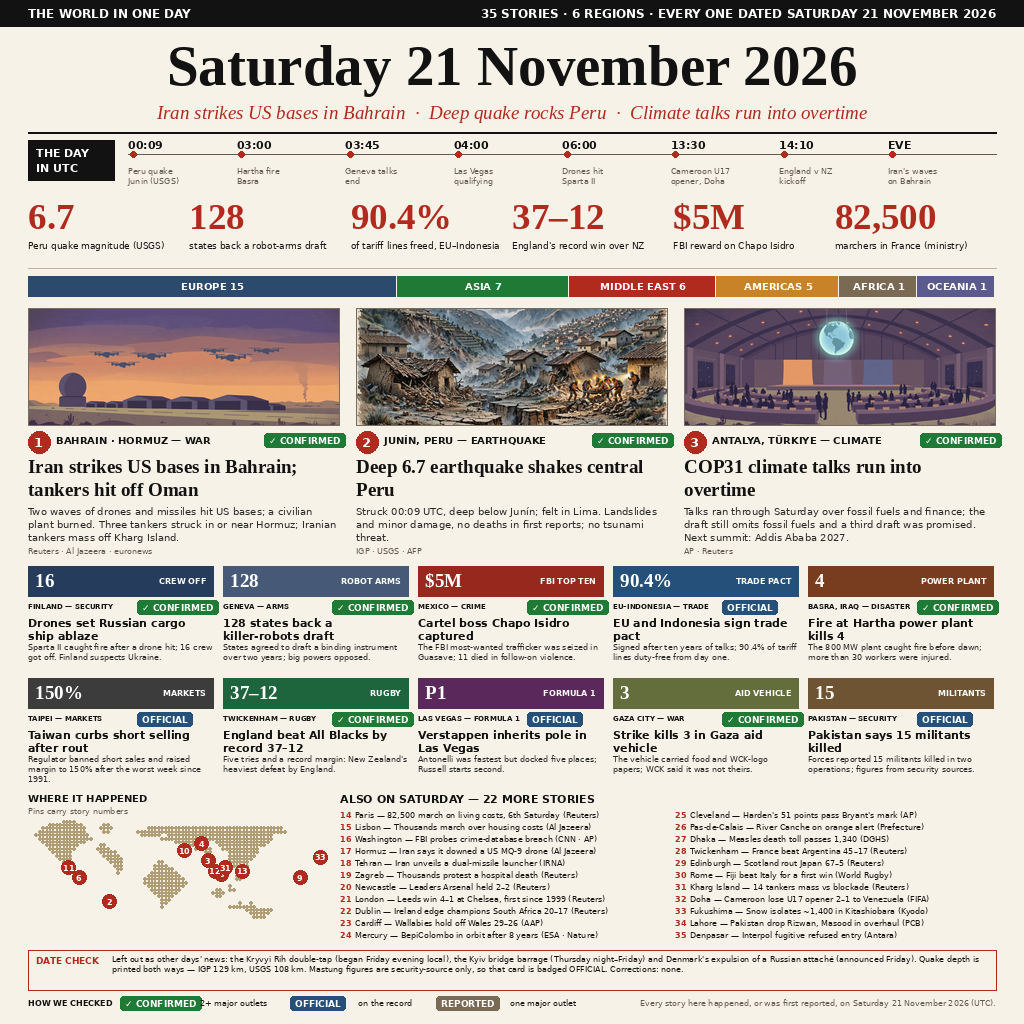 THE WORLD IN ONE DAY
35 STORIES · 6 REGIONS · EVERY ONE DATED SATURDAY 21 NOVEMBER 2026
Saturday 21 November 2026
Iran strikes US bases in Bahrain · Deep quake rocks Peru · Climate talks run into overtime
THE DAY
IN UTC
00:09
Peru quake
Junín (USGS)
03:00
Hartha fire
Basra
03:45
Geneva talks
end
04:00
Las Vegas
qualifying
06:00
Drones hit
Sparta II
13:30
Cameroon U17
opener, Doha
14:10
England v NZ
kickoff
EVE
Iran's waves
on Bahrain
6.7
Peru quake magnitude (USGS)
128
states back a robot-arms draft
90.4%
of tariff lines freed, EU–Indonesia
37–12
England's record win over NZ
$5M
FBI reward on Chapo Isidro
82,500
marchers in France (ministry)
EUROPE 15
ASIA 7
MIDDLE EAST 6
AMERICAS 5
AFRICA 1
OCEANIA 1
1 BAHRAIN · HORMUZ — WAR ✓ CONFIRMED
Iran strikes US bases in Bahrain;
tankers hit off Oman
Two waves of drones and missiles hit US bases; a civilian
plant burned. Three tankers struck in or near Hormuz; Iranian
tankers mass off Kharg Island.
Reuters · Al Jazeera · euronews
2 JUNÍN, PERU — EARTHQUAKE ✓ CONFIRMED
Deep 6.7 earthquake shakes central
Peru
Struck 00:09 UTC, deep below Junín; felt in Lima. Landslides
and minor damage, no deaths in first reports; no tsunami
threat.
IGP · USGS · AFP
3 ANTALYA, TÜRKIYE — CLIMATE ✓ CONFIRMED
COP31 climate talks run into
overtime
Talks ran through Saturday over fossil fuels and finance; the
draft still omits fossil fuels and a third draft was promised.
Next summit: Addis Ababa 2027.
AP · Reuters
16 CREW OFF
FINLAND — SECURITY ✓ CONFIRMED
Drones set Russian cargo
ship ablaze
Sparta II caught fire after a drone hit; 16 crew
got off. Finland suspects Ukraine.
128 ROBOT ARMS
GENEVA — ARMS ✓ CONFIRMED
128 states back a
killer-robots draft
States agreed to draft a binding instrument
over two years; big powers opposed.
$5M FBI TOP TEN
MEXICO — CRIME ✓ CONFIRMED
Cartel boss Chapo Isidro
captured
The FBI most-wanted trafficker was seized in
Guasave; 11 died in follow-on violence.
90.4% TRADE PACT
EU-INDONESIA — TRADE OFFICIAL
EU and Indonesia sign trade
pact
Signed after ten years of talks; 90.4% of tariff
lines duty-free from day one.
4 POWER PLANT
BASRA, IRAQ — DISASTER ✓ CONFIRMED
Fire at Hartha power plant
kills 4
The 800 MW plant caught fire before dawn;
more than 30 workers were injured.
150% MARKETS
TAIPEI — MARKETS OFFICIAL
Taiwan curbs short selling
after rout
Regulator banned short sales and raised
margin to 150% after the worst week since
1991.
37–12 RUGBY
TWICKENHAM — RUGBY ✓ CONFIRMED
England beat All Blacks by
record 37–12
Five tries and a record margin: New Zealand's
heaviest defeat by England.
P1 FORMULA 1
LAS VEGAS — FORMULA 1 OFFICIAL
Verstappen inherits pole in
Las Vegas
Antonelli was fastest but docked five places;
Russell starts second.
3 AID VEHICLE
GAZA CITY — WAR ✓ CONFIRMED
Strike kills 3 in Gaza aid
vehicle
The vehicle carried food and WCK-logo
papers; WCK said it was not theirs.
15 MILITANTS
PAKISTAN — SECURITY OFFICIAL
Pakistan says 15 militants
killed
Forces reported 15 militants killed in two
operations; figures from security sources.
WHERE IT HAPPENED
Pins carry story numbers
11
6
2
10
4
3
12
31
13
9
33
ALSO ON SATURDAY — 22 MORE STORIES
14 Paris — 82,500 march on living costs, 6th Saturday (Reuters)
15 Lisbon — Thousands march over housing costs (Al Jazeera)
16 Washington — FBI probes crime-database breach (CNN · AP)
17 Hormuz — Iran says it downed a US MQ-9 drone (Al Jazeera)
18 Tehran — Iran unveils a dual-missile launcher (IRNA)
19 Zagreb — Thousands protest a hospital death (Reuters)
20 Newcastle — Leaders Arsenal held 2–2 (Reuters)
21 London — Leeds win 4–1 at Chelsea, first since 1999 (Reuters)
22 Dublin — Ireland edge champions South Africa 20–17 (Reuters)
23 Cardiff — Wallabies hold off Wales 29–26 (AAP)
24 Mercury — BepiColombo in orbit after 8 years (ESA · Nature)
25 Cleveland — Harden's 51 points pass Bryant's mark (AP)
26 Pas-de-Calais — River Canche on orange alert (Prefecture)
27 Dhaka — Measles death toll passes 1,340 (DGHS)
28 Twickenham — France beat Argentina 45–17 (Reuters)
29 Edinburgh — Scotland rout Japan 67–5 (Reuters)
30 Rome — Fiji beat Italy for a first win (World Rugby)
31 Kharg Island — 14 tankers mass vs blockade (Reuters)
32 Doha — Cameroon lose U17 opener 2–1 to Venezuela (FIFA)
33 Fukushima — Snow isolates ~1,400 in Kitashiobara (Kyodo)
34 Lahore — Pakistan drop Rizwan, Masood in overhaul (PCB)
35 Denpasar — Interpol fugitive refused entry (Antara)
DATE CHECK
Left out as other days' news: the Kryvyi Rih double-tap (began Friday evening local), the Kyiv bridge barrage (Thursday night–Friday) and Denmark's expulsion of a Russian attaché (announced Friday). Quake depth is
printed both ways — IGP 129 km, USGS 108 km. Mastung figures are security-source only, so that card is badged OFFICIAL. Corrections: none.
HOW WE CHECKED ✓ CONFIRMED 2+ major outlets OFFICIAL on the record REPORTED one major outlet
Every story here happened, or was first reported, on Saturday 21 November 2026 (UTC).